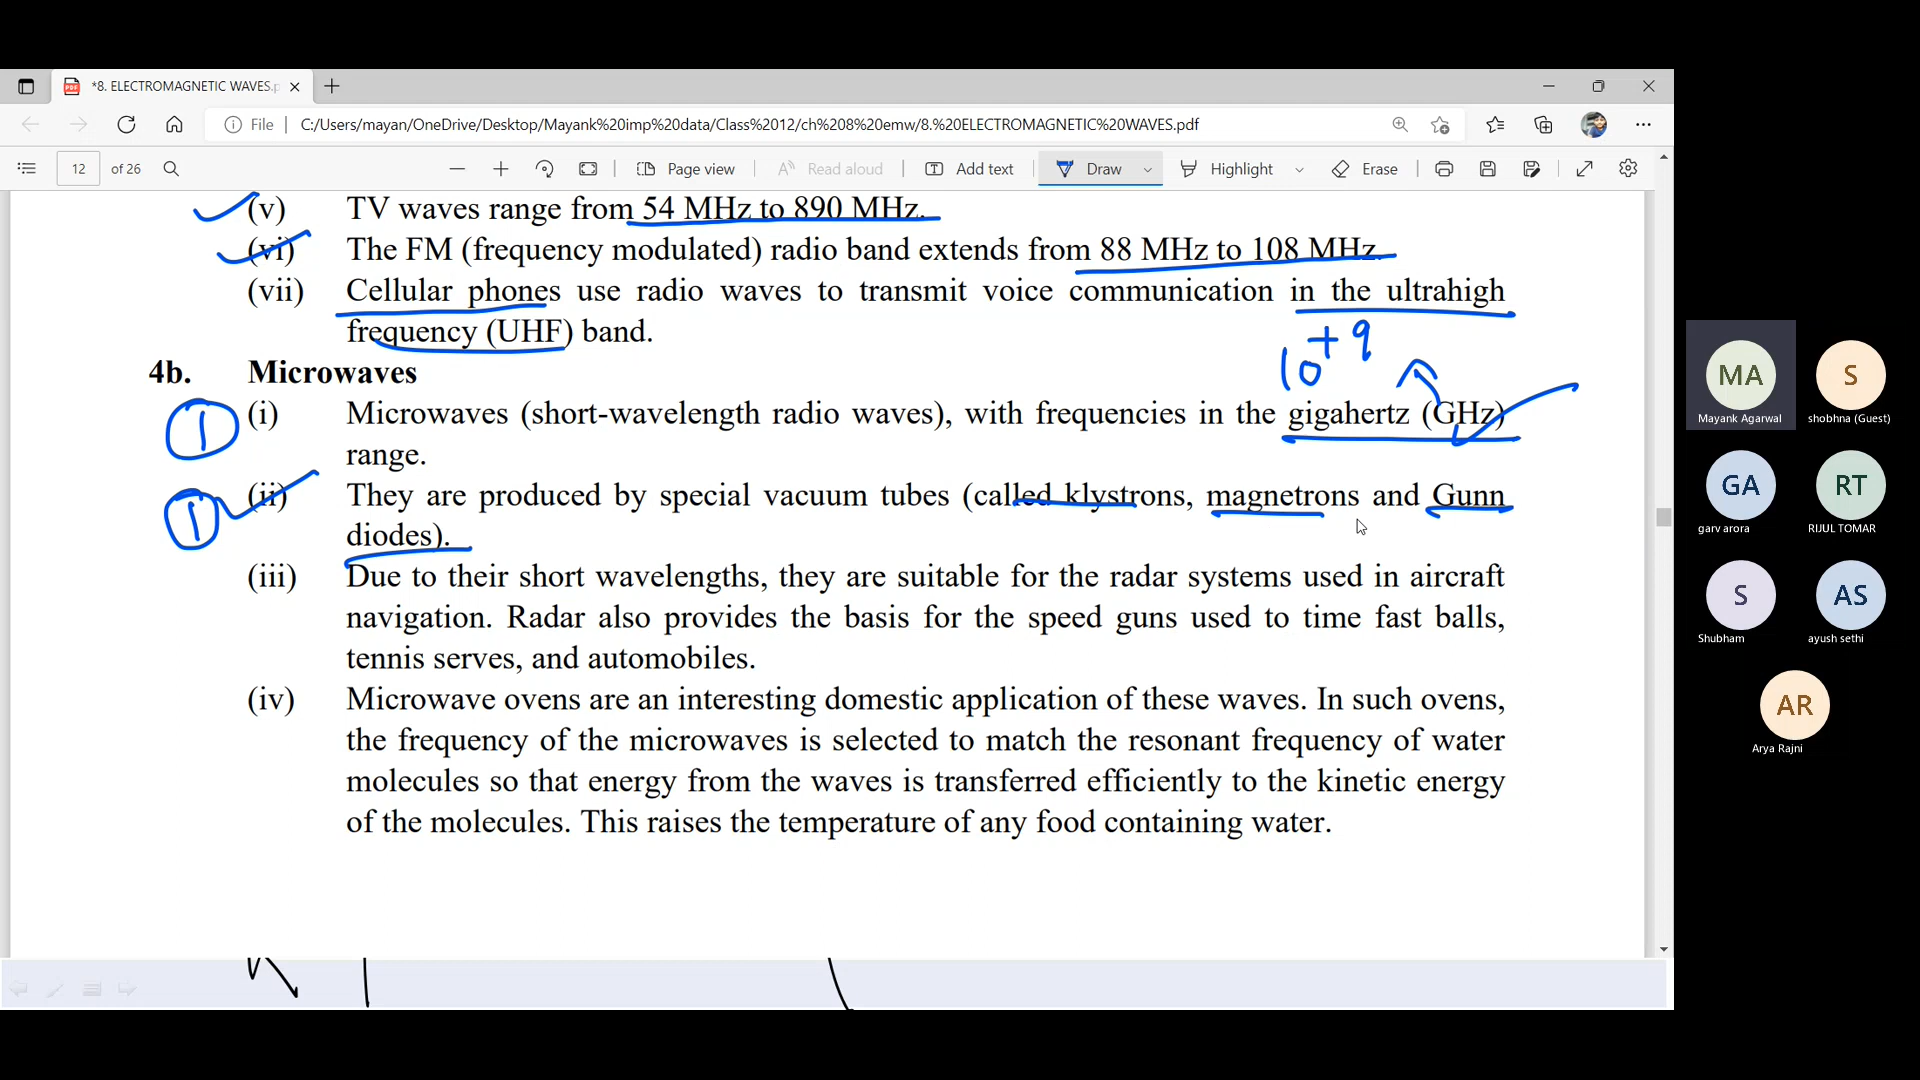 *8. ELECTROMAGNETIC WAVES.p
File | C:/Users/mayan/OneDrive/Desktop/Mayank%20imp%20data/Class%2012/ch%208%20emw/8.%20ELECTROMAGNETIC%20WAVES.pdf
12 of 26 Page view Read aloud Add text Draw Highlight Erase
(v) TV waves range from 54 MHz to 890 MHz.
(vi) The FM (frequency modulated) radio band extends from 88 MHz to 108 MHz.
(vii) Cellular phones use radio waves to transmit voice communication in the ultrahigh
frequency (UHF) band.
10 +9
4b. Microwaves
1 (i) Microwaves (short-wavelength radio waves), with frequencies in the gigahertz (GHz)
range.
1 (ii) They are produced by special vacuum tubes (called klystrons, magnetrons and Gunn
diodes).
(iii) Due to their short wavelengths, they are suitable for the radar systems used in aircraft
navigation. Radar also provides the basis for the speed guns used to time fast balls,
tennis serves, and automobiles.
(iv) Microwave ovens are an interesting domestic application of these waves. In such ovens,
the frequency of the microwaves is selected to match the resonant frequency of water
molecules so that energy from the waves is transferred efficiently to the kinetic energy
of the molecules. This raises the temperature of any food containing water.
MA S
Mayank Agarwal shobhna (Guest)
GA RT
garv arora RIJUL TOMAR
S AS
Shubham ayush sethi
AR
Arya Rajni